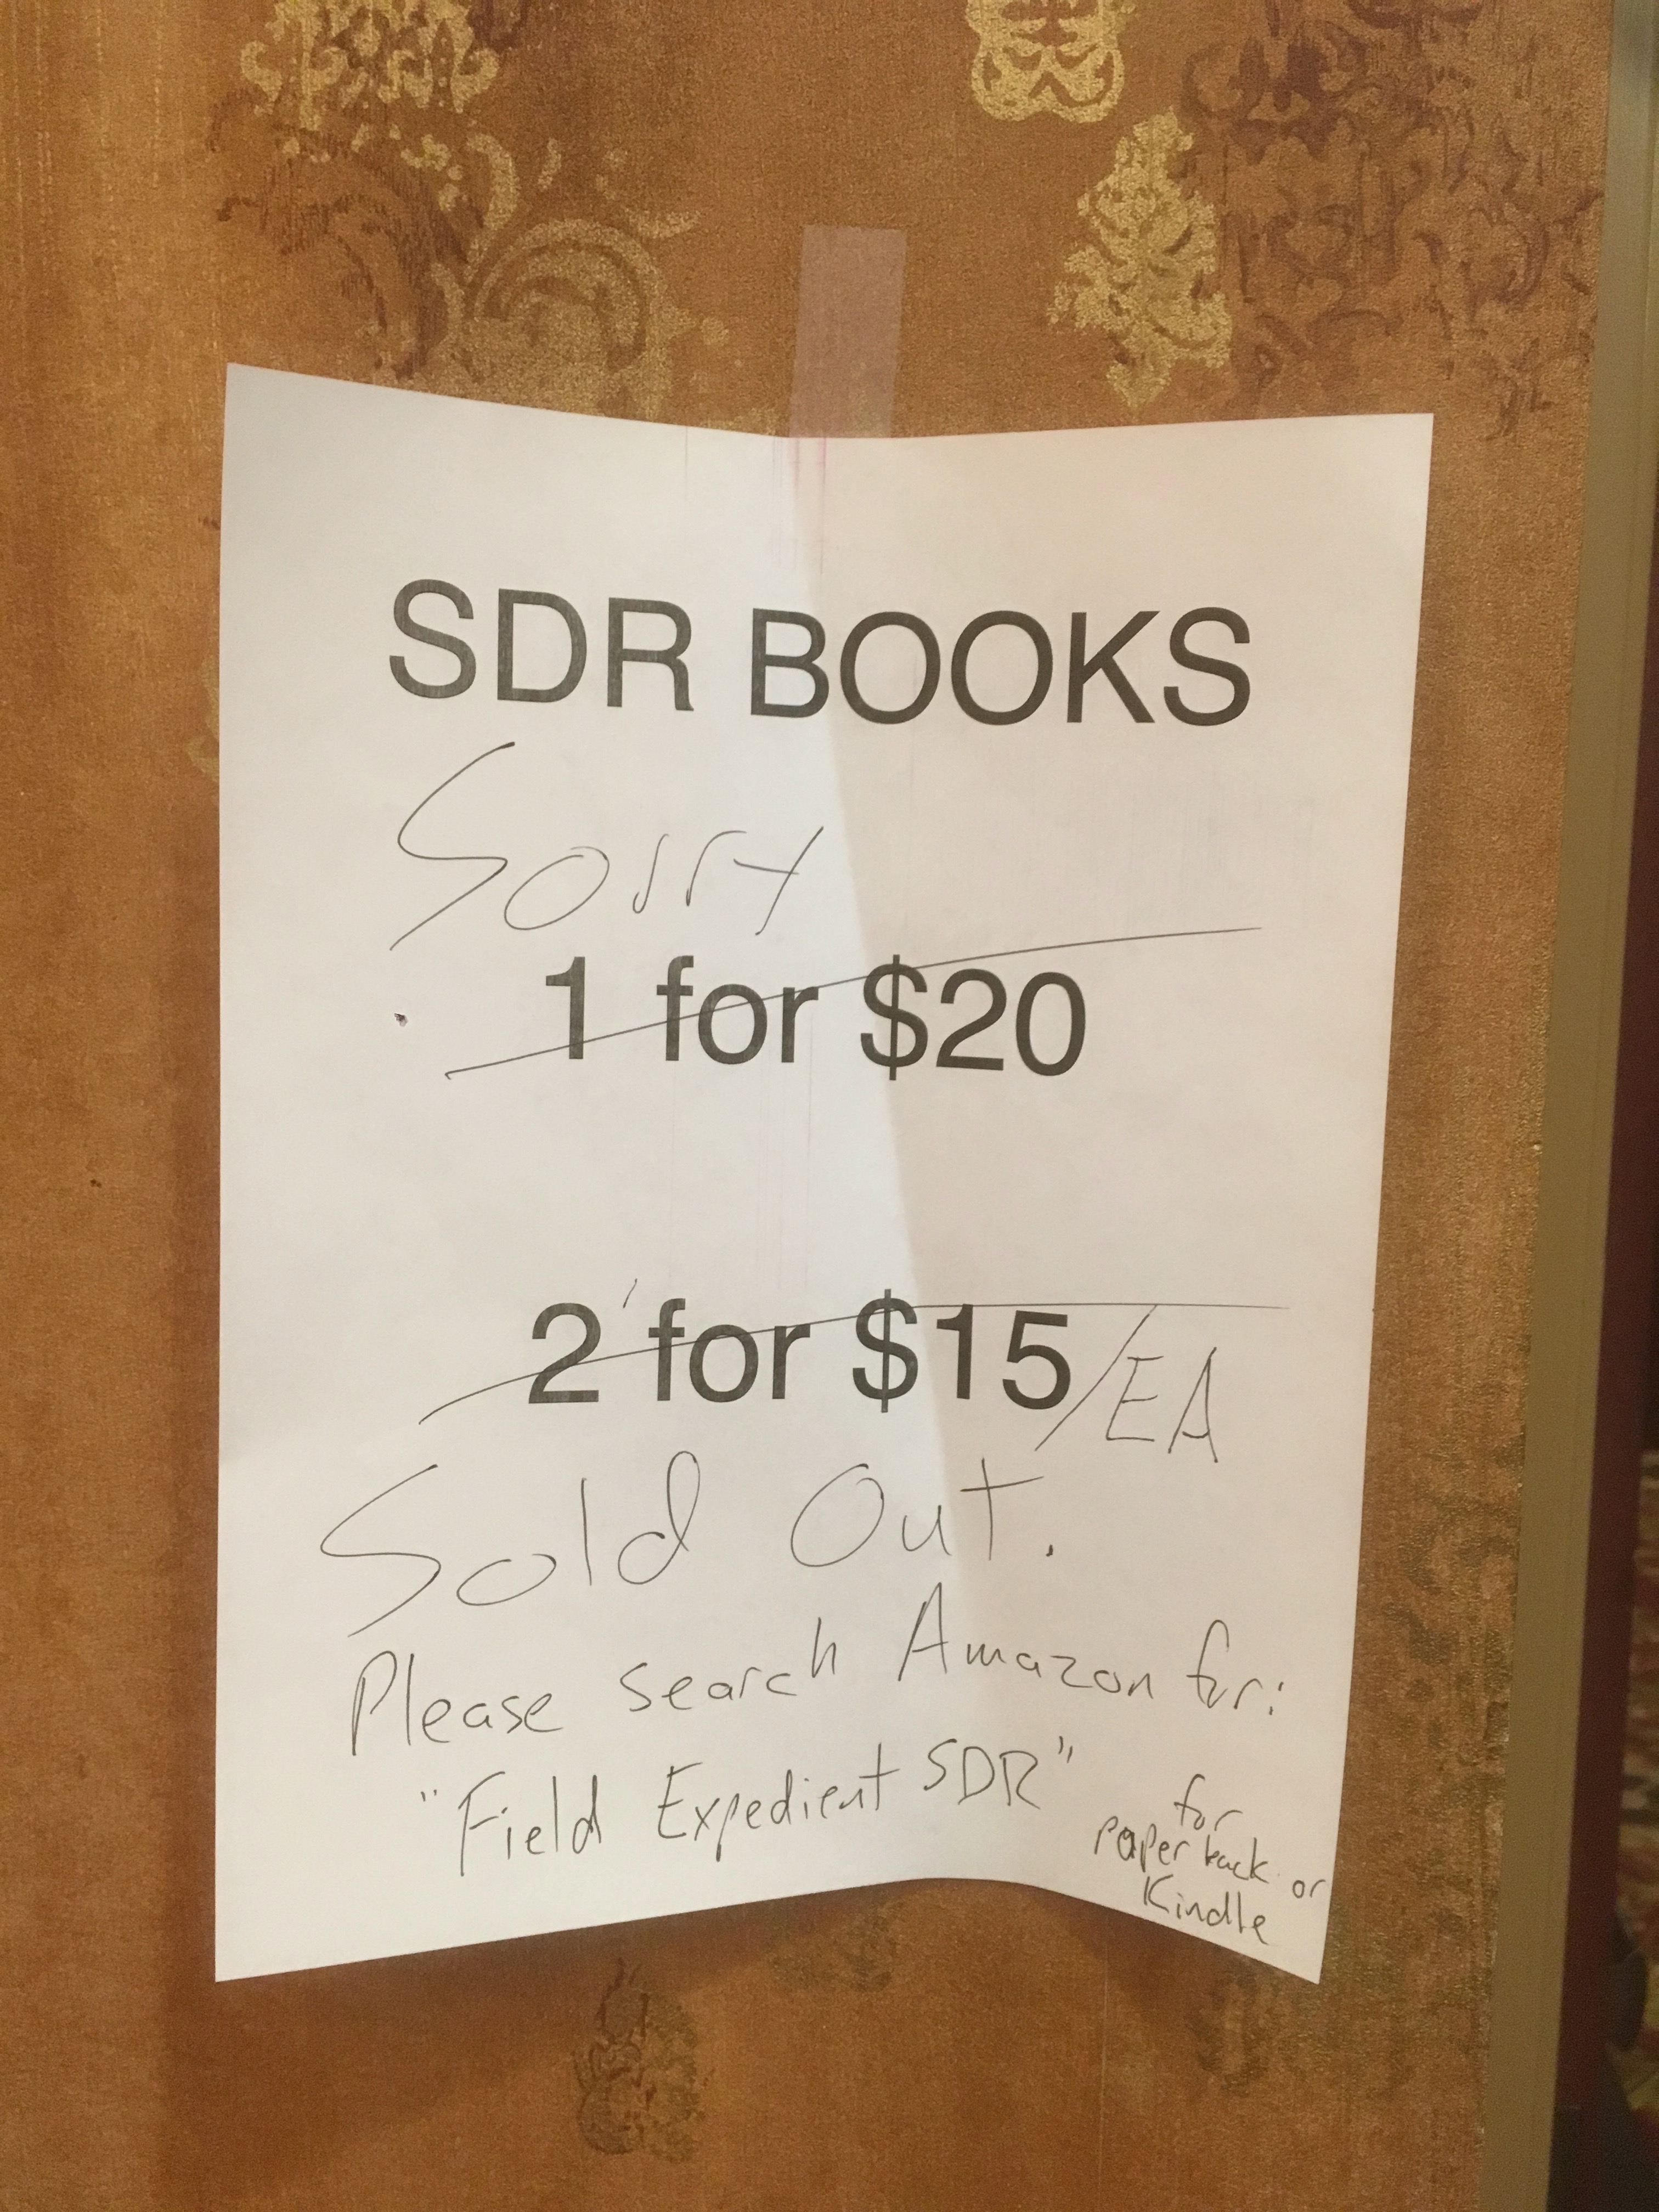 SDR BOOKS
Sorry
1 for $20
2 for $15/EA
Sold Out.
Please search Amazon for:
"Field Expedient SDR"
for
paperback or
Kindle